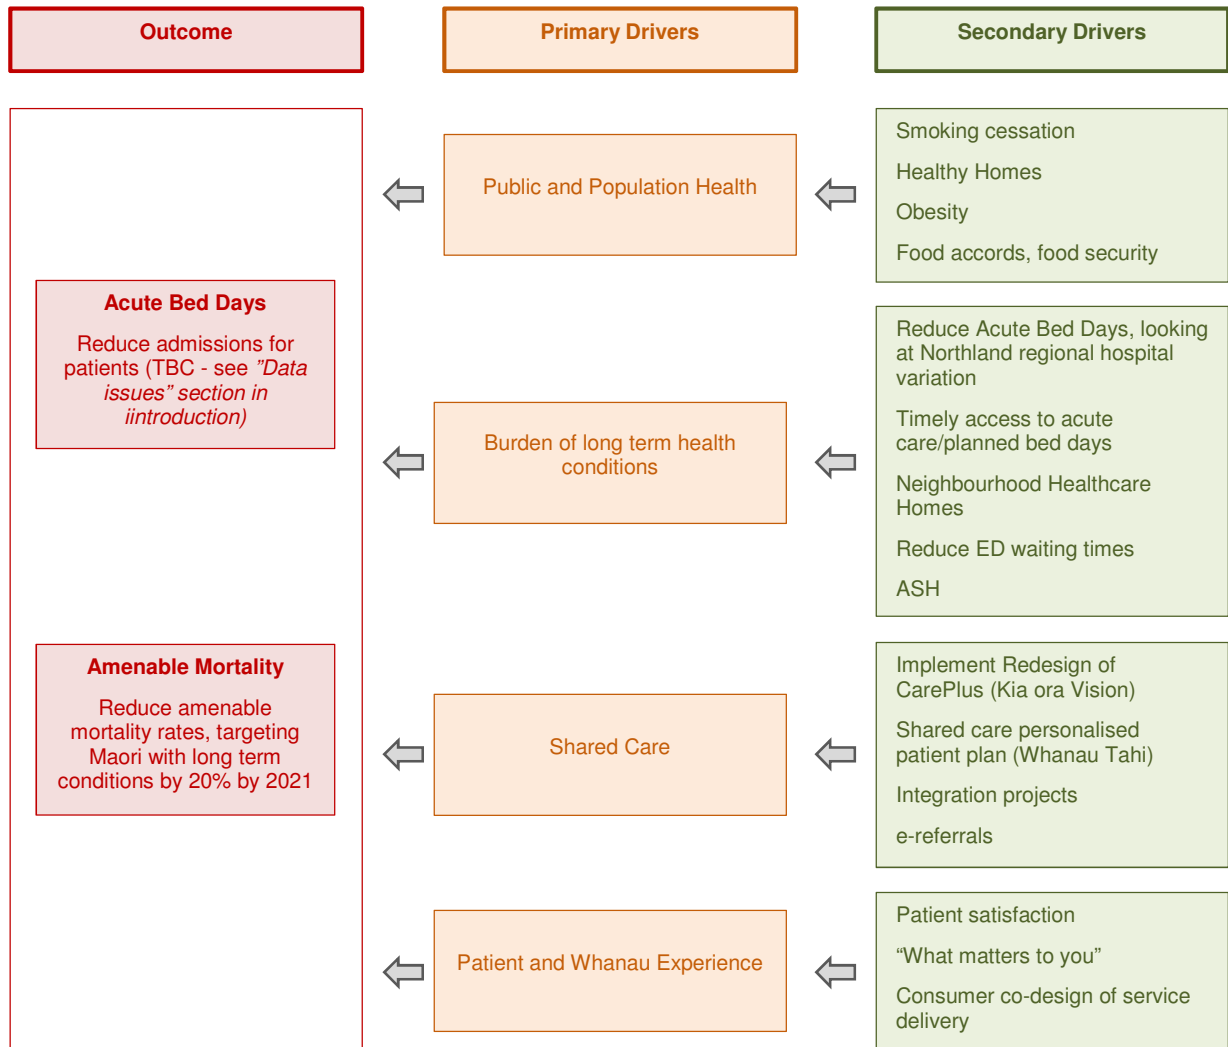 Outcome
Primary Drivers
Secondary Drivers
Acute Bed Days
Reduce admissions for
patients (TBC - see ”Data
issues” section in
iintroduction)
Amenable Mortality
Reduce amenable
mortality rates, targeting
Maori with long term
conditions by 20% by 2021
Public and Population Health
Burden of long term health
conditions
Shared Care
Patient and Whanau Experience
Smoking cessation
Healthy Homes
Obesity
Food accords, food security
Reduce Acute Bed Days, looking
at Northland regional hospital
variation
Timely access to acute
care/planned bed days
Neighbourhood Healthcare
Homes
Reduce ED waiting times
ASH
Implement Redesign of
CarePlus (Kia ora Vision)
Shared care personalised
patient plan (Whanau Tahi)
Integration projects
e-referrals
Patient satisfaction
“What matters to you”
Consumer co-design of service
delivery